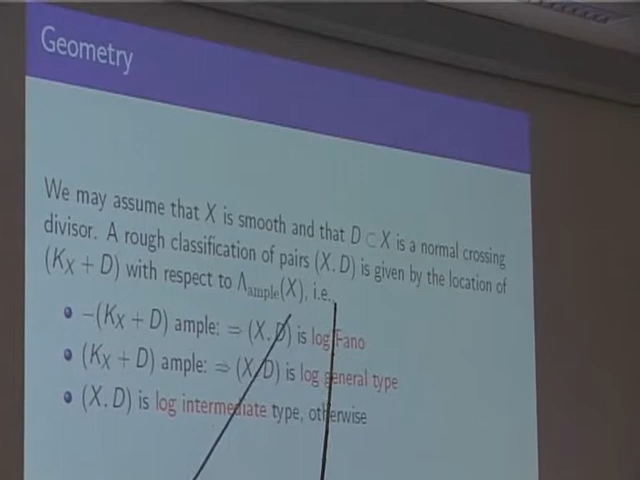 Geometry
We may assume that X is smooth and that D ⊂ X is a normal crossing
divisor. A rough classification of pairs (X, D) is given by the location of
(K_X + D) with respect to Λ_ample(X), i.e.,
• −(K_X + D) ample: ⇒ (X, D) is log Fano
• (K_X + D) ample: ⇒ (X, D) is log general type
• (X, D) is log intermediate type, otherwise